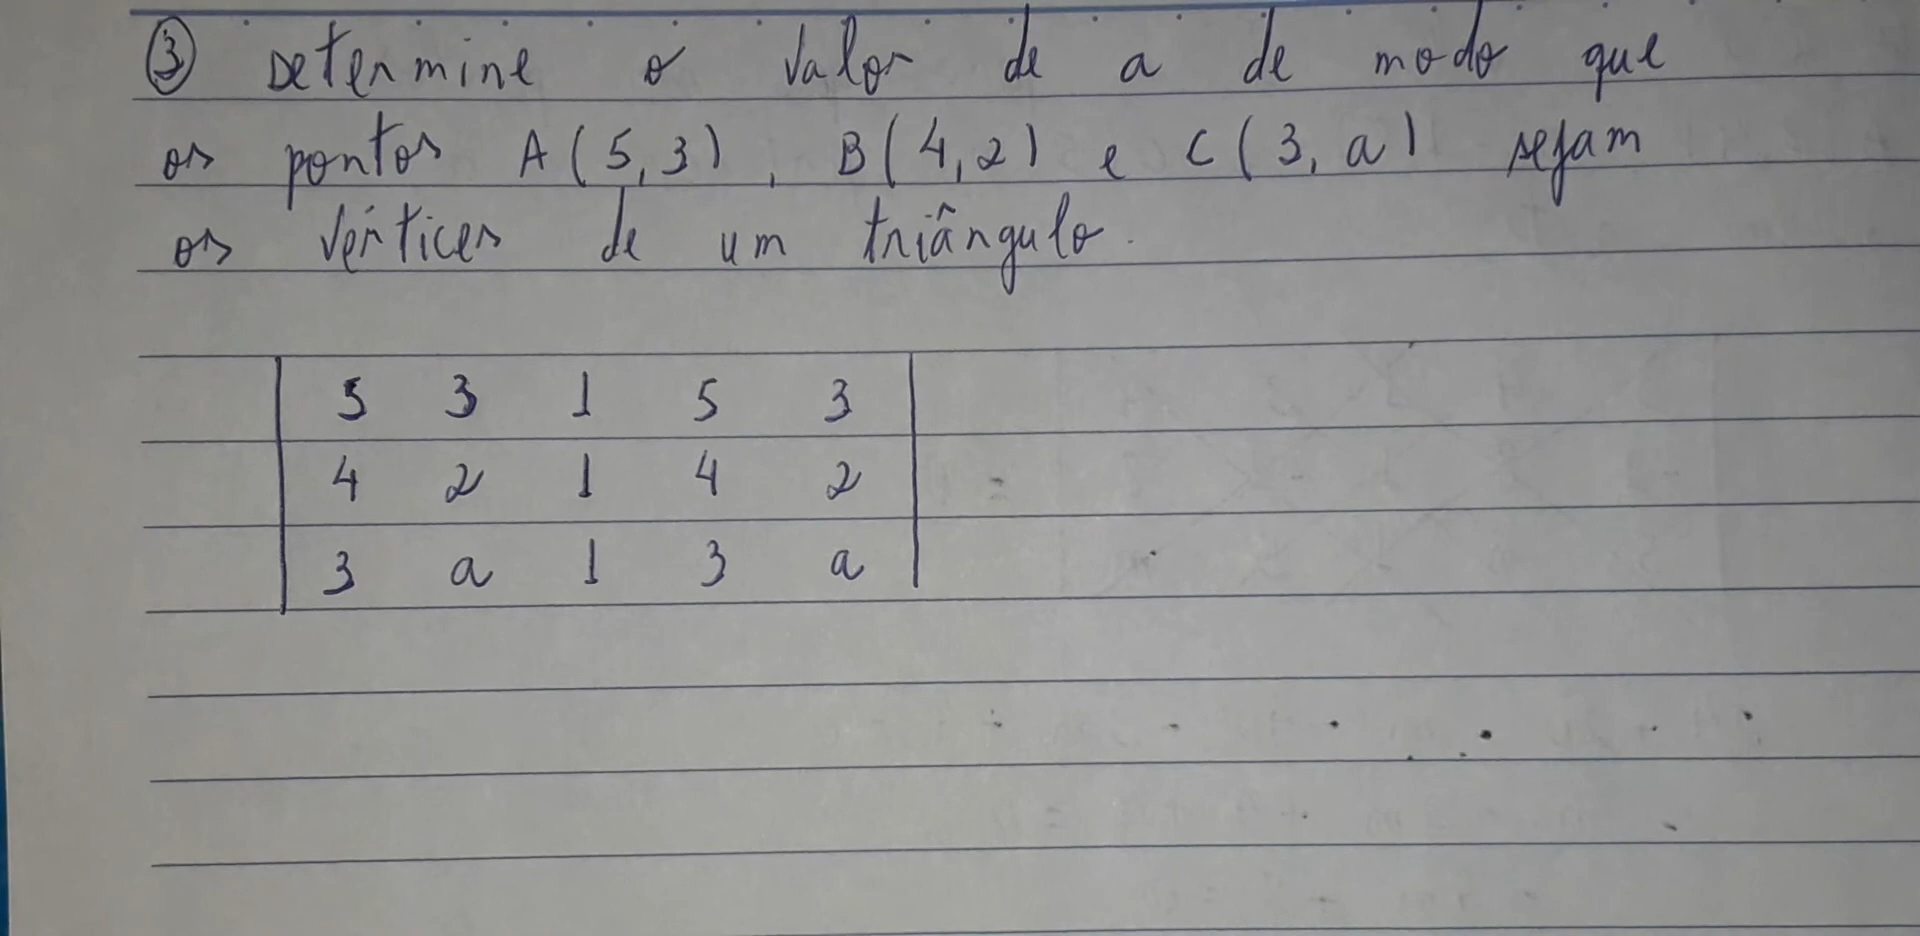 ③ Determine o valor de a de modo que
os pontos A(5,3), B(4,2) e C(3,a) sejam
os vértices de um triângulo.
5 3 1 5 3
4 2 1 4 2 =
3 a 1 3 a